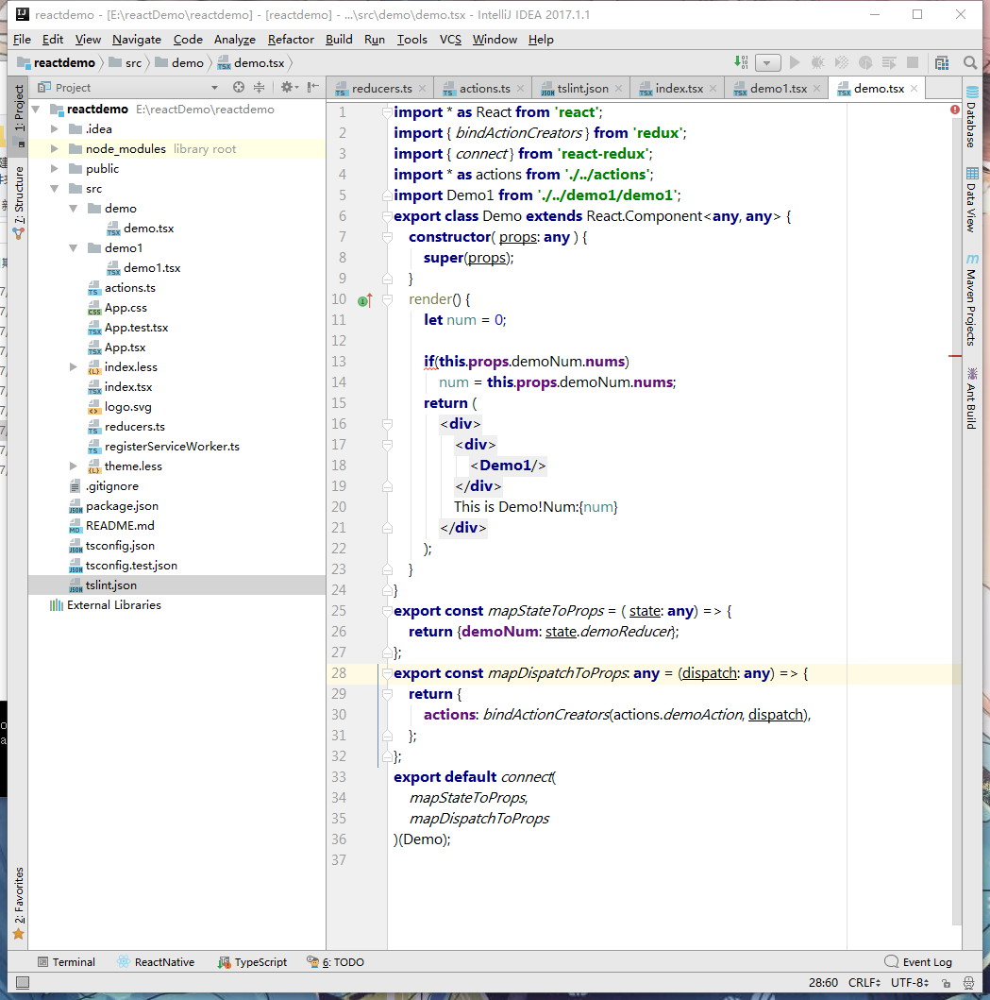 reactdemo - [E:\reactDemo\reactdemo] - [reactdemo] - ...\src\demo\demo.tsx - IntelliJ IDEA 2017.1.1
File Edit View Navigate Code Analyze Refactor Build Run Tools VCS Window Help
reactdemo src demo demo.tsx
Project
reducers.ts actions.ts tslint.json index.tsx demo1.tsx demo.tsx
1: Project
7: Structure
2: Favorites
reactdemo E:\reactDemo\reactdemo
.idea
node_modules library root
public
src
demo
demo.tsx
demo1
demo1.tsx
actions.ts
App.css
App.test.tsx
App.tsx
index.less
index.tsx
logo.svg
reducers.ts
registerServiceWorker.ts
theme.less
.gitignore
package.json
README.md
tsconfig.json
tsconfig.test.json
tslint.json
External Libraries
1 import * as React from 'react';
2 import { bindActionCreators } from 'redux';
3 import { connect } from 'react-redux';
4 import * as actions from './../actions';
5 import Demo1 from './../demo1/demo1';
6 export class Demo extends React.Component<any, any> {
7 constructor( props: any ) {
8 super(props);
9 }
10 render() {
11 let num = 0;
12
13 if(this.props.demoNum.nums)
14 num = this.props.demoNum.nums;
15 return (
16 <div>
17 <div>
18 <Demo1/>
19 </div>
20 This is Demo!Num:{num}
21 </div>
22 );
23 }
24 }
25 export const mapStateToProps = ( state: any) => {
26 return {demoNum: state.demoReducer};
27 };
28 export const mapDispatchToProps: any = (dispatch: any) => {
29 return {
30 actions: bindActionCreators(actions.demoAction, dispatch),
31 };
32 };
33 export default connect(
34 mapStateToProps,
35 mapDispatchToProps
36 )(Demo);
37
Database
Data View
Maven Projects
Ant Build
Terminal ReactNative TypeScript 6: TODO Event Log
28:60 CRLF UTF-8